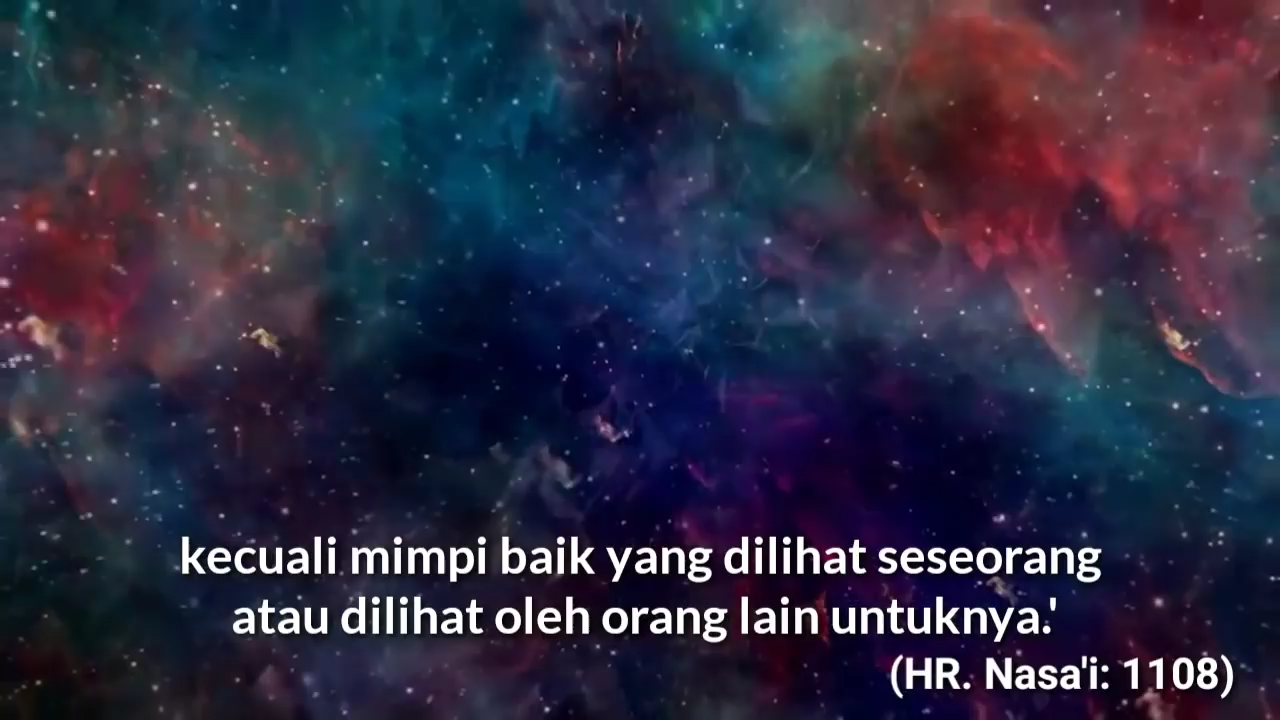 kecuali mimpi baik yang dilihat seseorang
atau dilihat oleh orang lain untuknya.'
(HR. Nasa'i: 1108)